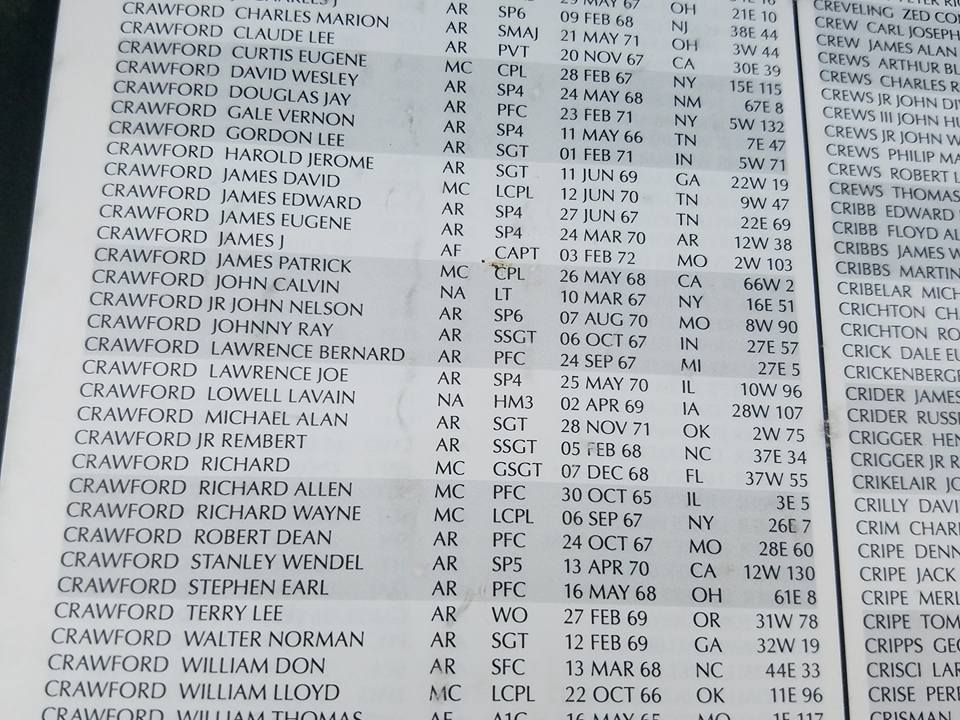 CHARLES J AR SP6 09 FEB 68 NJ 38E 44
CRAWFORD CHARLES MARION AR SMAJ 21 MAY 71 OH 3W 44
CRAWFORD CLAUDE LEE AR PVT 20 NOV 67 CA 30E 39
CRAWFORD CURTIS EUGENE MC CPL 28 FEB 67 NY 15E 115
CRAWFORD DAVID WESLEY AR SP4 24 MAY 68 NM 67E 8
CRAWFORD DOUGLAS JAY AR PFC 23 FEB 71 NY 5W 132
CRAWFORD GALE VERNON AR SP4 11 MAY 66 TN 7E 47
CRAWFORD GORDON LEE AR SGT 01 FEB 71 IN 5W 71
CRAWFORD HAROLD JEROME AR SGT 11 JUN 69 GA 22W 19
CRAWFORD JAMES DAVID MC LCPL 12 JUN 70 TN 9W 47
CRAWFORD JAMES EDWARD AR SP4 27 JUN 67 TN 22E 69
CRAWFORD JAMES EUGENE AR SP4 24 MAR 70 AR 12W 38
CRAWFORD JAMES J AF CAPT 03 FEB 72 MO 2W 103
CRAWFORD JAMES PATRICK MC CPL 26 MAY 68 CA 66W 2
CRAWFORD JOHN CALVIN NA LT 10 MAR 67 NY 16E 51
CRAWFORD JR JOHN NELSON AR SP6 07 AUG 70 MO 8W 90
CRAWFORD JOHNNY RAY AR SSGT 06 OCT 67 IN 27E 57
CRAWFORD LAWRENCE BERNARD AR PFC 24 SEP 67 MI 27E 5
CRAWFORD LAWRENCE JOE AR SP4 25 MAY 70 IL 10W 96
CRAWFORD LOWELL LAVAIN NA HM3 02 APR 69 IA 28W 107
CRAWFORD MICHAEL ALAN AR SGT 28 NOV 71 OK 2W 75
CRAWFORD JR REMBERT AR SSGT 05 FEB 68 NC 37E 34
CRAWFORD RICHARD MC GSGT 07 DEC 68 FL 37W 55
CRAWFORD RICHARD ALLEN MC PFC 30 OCT 65 IL 3E 5
CRAWFORD RICHARD WAYNE MC LCPL 06 SEP 67 NY 26E 7
CRAWFORD ROBERT DEAN AR PFC 24 OCT 67 MO 28E 60
CRAWFORD STANLEY WENDEL AR SP5 13 APR 70 CA 12W 130
CRAWFORD STEPHEN EARL AR PFC 16 MAY 68 OH 61E 8
CRAWFORD TERRY LEE AR WO 27 FEB 69 OR 31W 78
CRAWFORD WALTER NORMAN AR SGT 12 FEB 69 GA 32W 19
CRAWFORD WILLIAM DON AR SFC 13 MAR 68 NC 44E 33
CRAWFORD WILLIAM LLOYD MC LCPL 22 OCT 66 OK 11E 96
CRAWFORD WILLIAM THOMAS AF A1C 16 MAY 65 MO 1E 117
CREVELING ZED
CREW CARL JOSEPH
CREW JAMES ALAN
CREWS ARTHUR
CREWS CHARLES
CREWS JR JOHN
CREWS III JOHN
CREWS JR JOHN
CREWS PHILIP
CREWS ROBERT
CREWS THOMAS
CRIBB EDWARD
CRIBB FLOYD
CRIBBS JAMES
CRIBBS MARTIN
CRIBELAR
CRICHTON
CRICHTON
CRICK DALE
CRICKENBERGE
CRIDER JAMES
CRIDER
CRIGGER
CRIGGER JR
CRIKELAIR
CRILLY
CRIM
CRIPE
CRIPE JACK
CRIPE
CRIPE TOM
CRIPPS
CRISCI
CRISE
CRISMAN